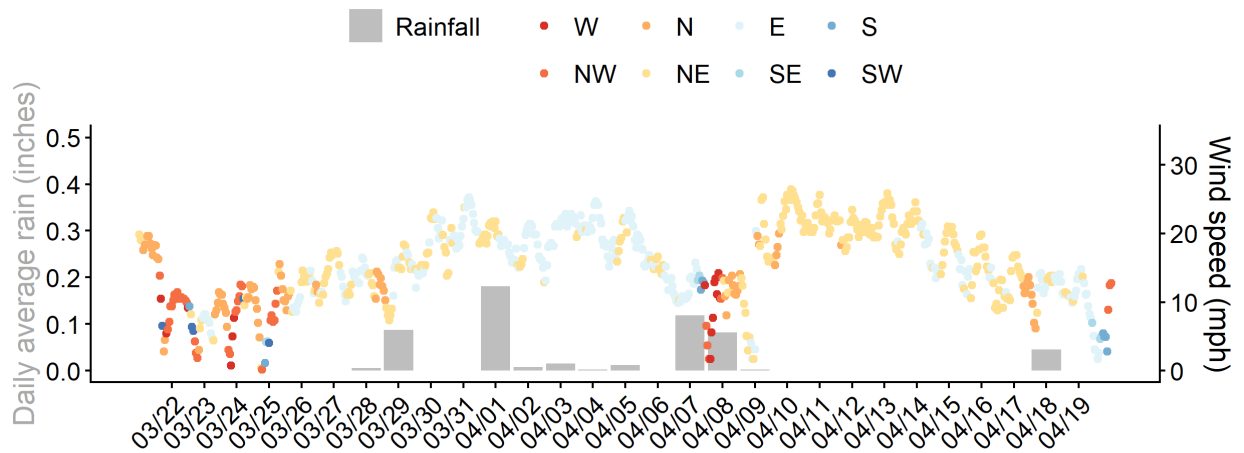 Rainfall W N E S
NW NE SE SW
Daily average rain (inches)
0.5
0.4
0.3
0.2
0.1
0.0
30
20
10
0
Wind speed (mph)
03/22 03/23 03/24 03/25 03/26 03/27 03/28 03/29 03/30 03/31 04/01 04/02 04/03 04/04 04/05 04/06 04/07 04/08 04/09 04/10 04/11 04/12 04/13 04/14 04/15 04/16 04/17 04/18 04/19